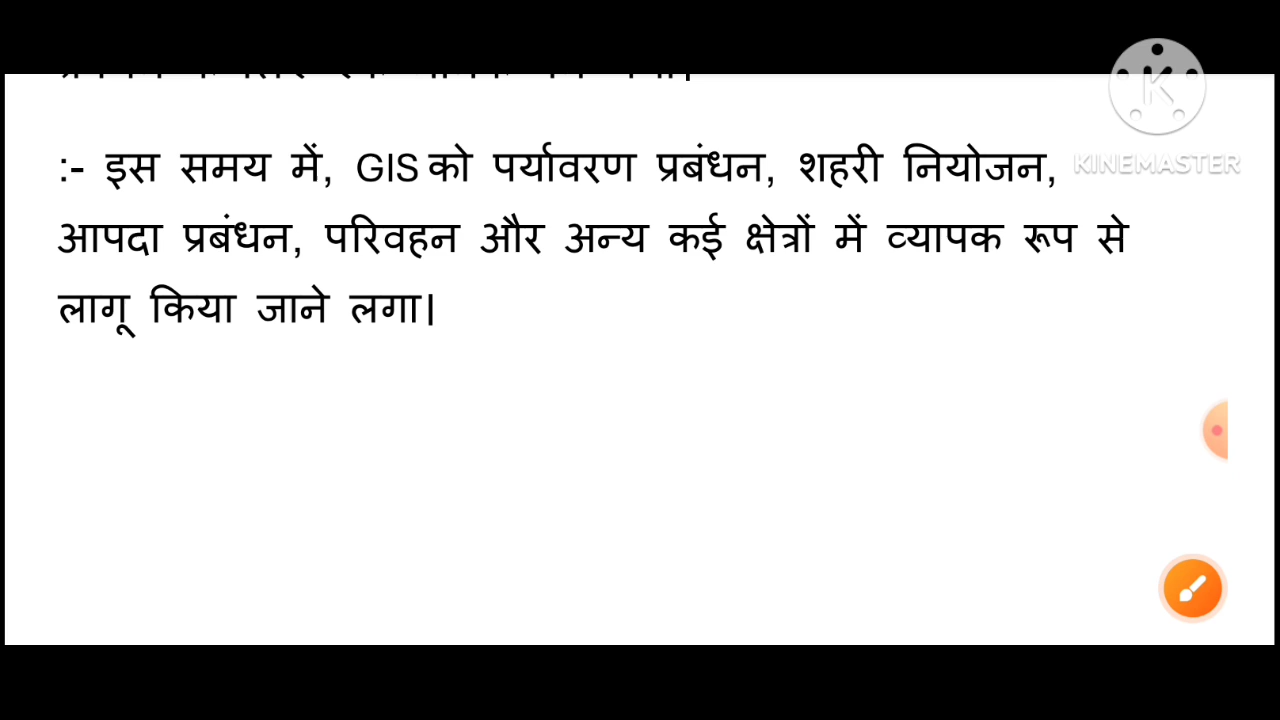 :- इस समय में, GIS को पर्यावरण प्रबंधन, शहरी नियोजन,
आपदा प्रबंधन, परिवहन और अन्य कई क्षेत्रों में व्यापक रूप से
लागू किया जाने लगा।
K
KINEMASTER